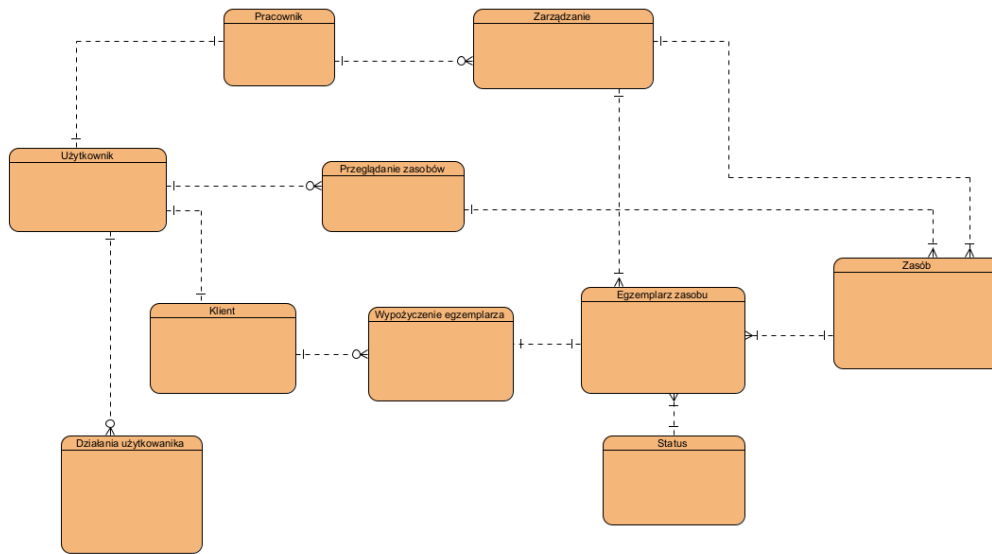 Pracownik
Zarządzanie
Użytkownik
Przeglądanie zasobów
Zasób
Egzemplarz zasobu
Klient
Wypożyczenie egzemplarza
Działania użytkowanika
Status